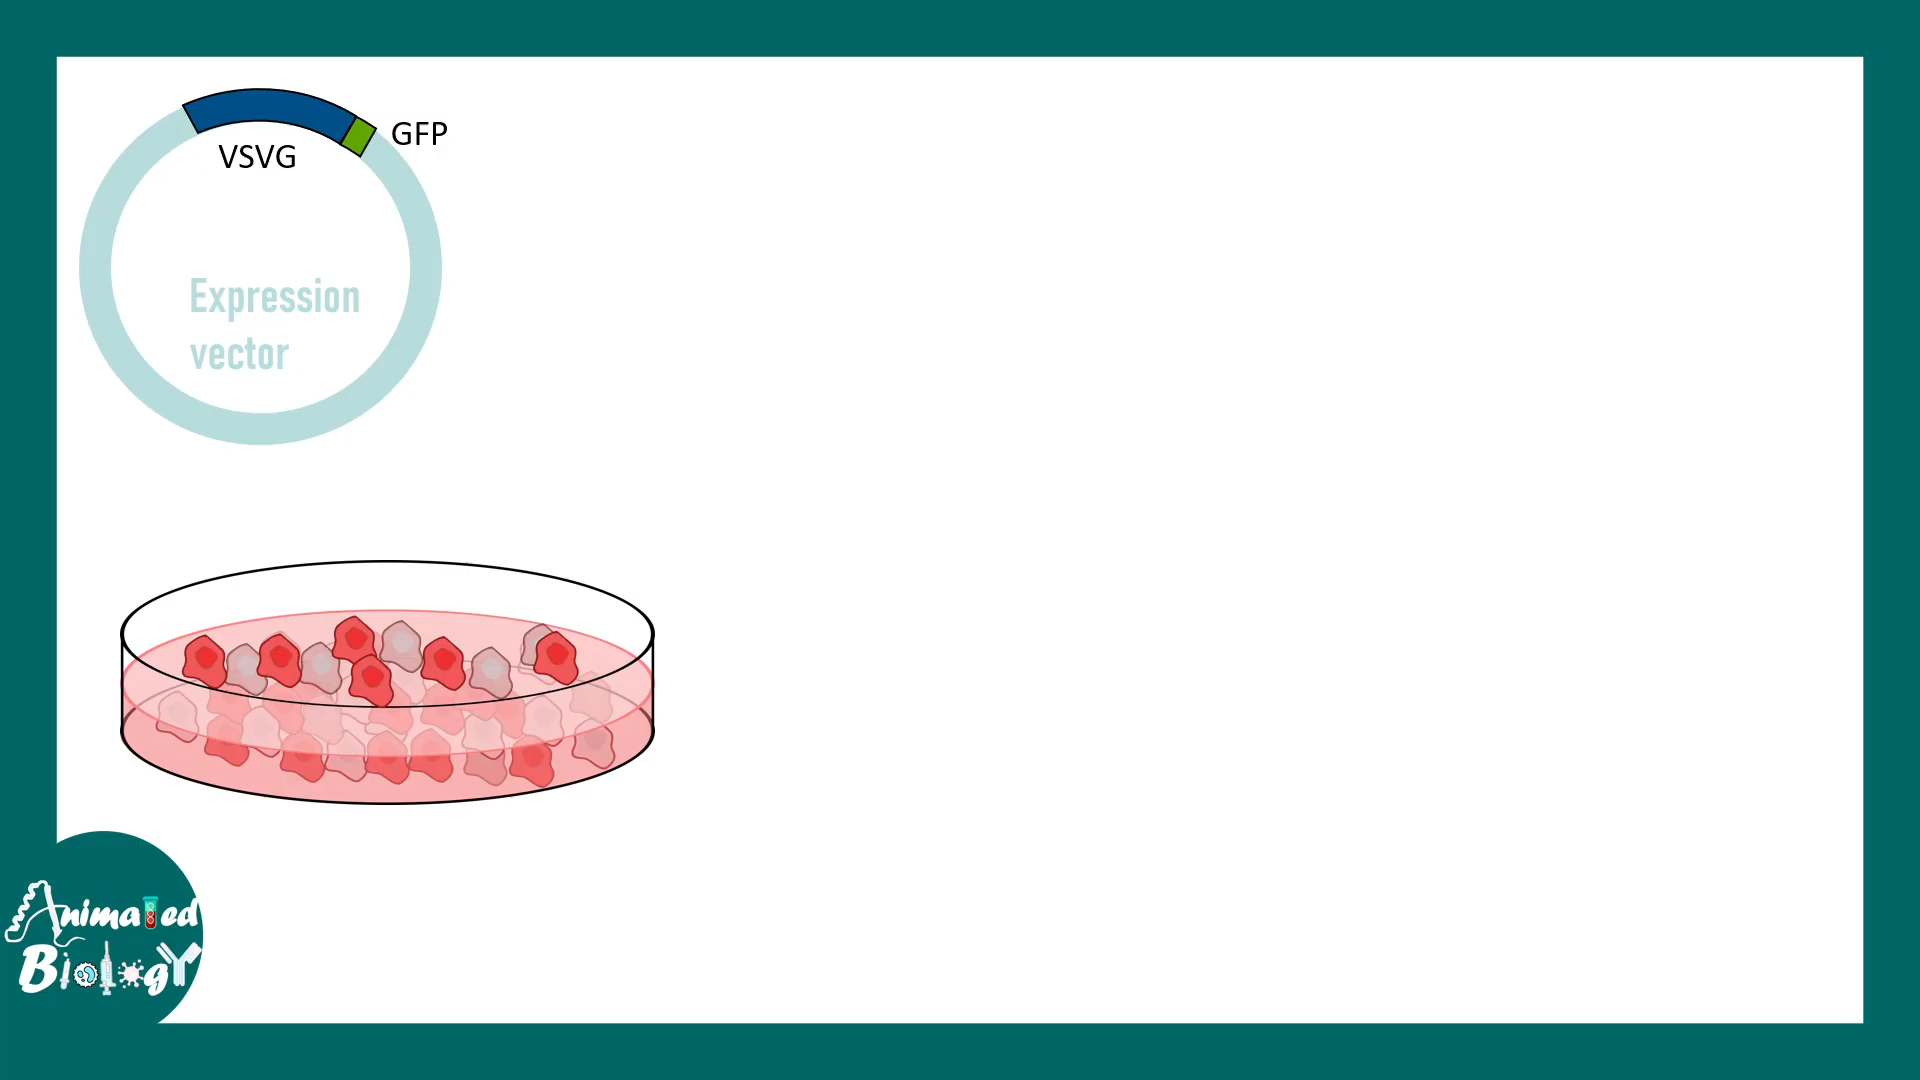 GFP
VSVG
Expression
vector
Animated
Biology